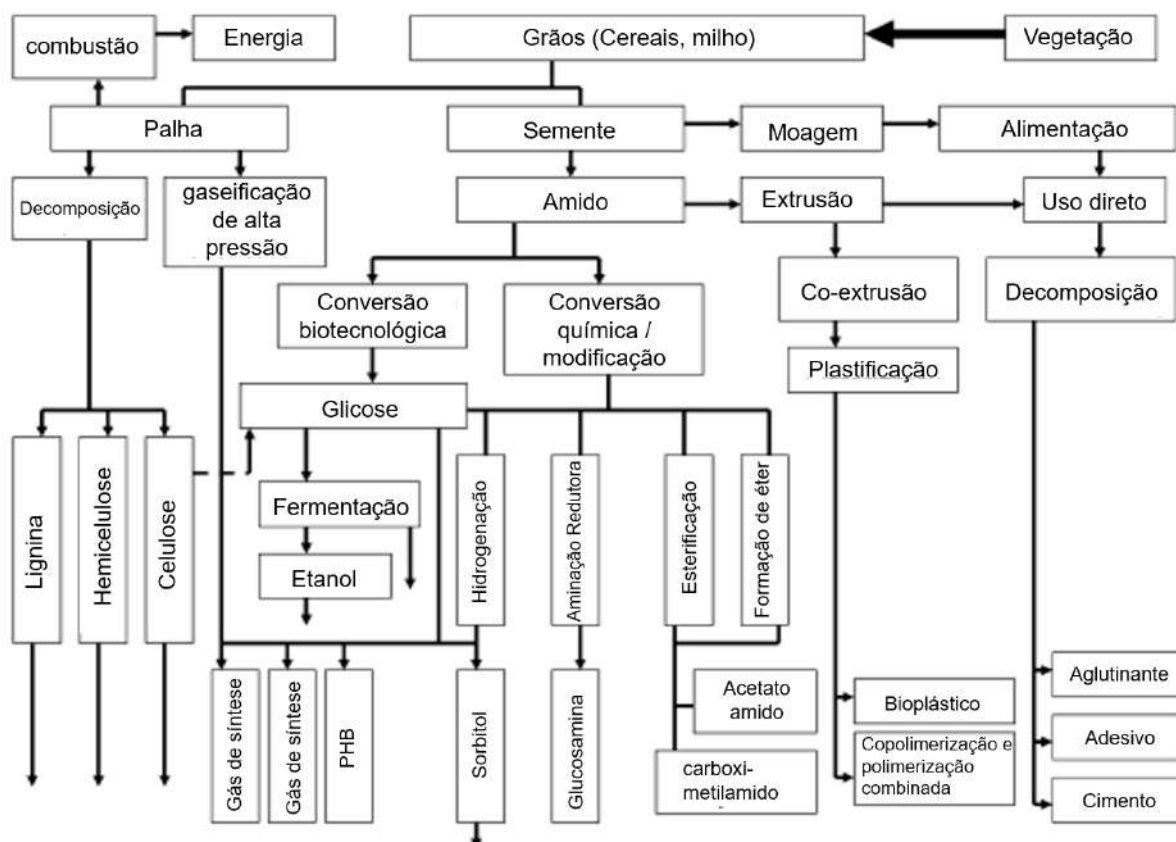 combustão
Energia
Grãos (Cereais, milho)
Vegetação
Palha
Semente
Moagem
Alimentação
Decomposição
gaseificação
de alta
pressão
Amido
Extrusão
Uso direto
Conversão
biotecnológica
Conversão
química /
modificação
Co-extrusão
Decomposição
Plastificação
Glicose
Lignina
Hemicelulose
Celulose
Fermentação
Etanol
Hidrogenação
Aminação Redutora
Esterificação
Formação de éter
Gás de síntese
Gás de síntese
PHB
Sorbitol
Glucosamina
Acetato
amido
carboxi-
metilamido
Bioplástico
Copolimerização e
polimerização
combinada
Aglutinante
Adesivo
Cimento